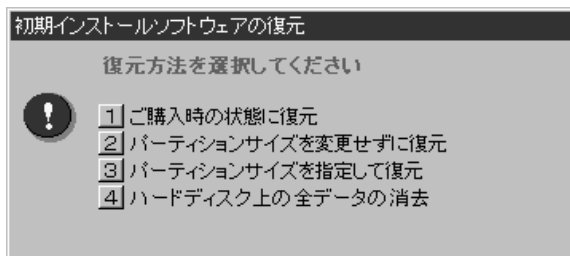 初期インストールソフトウェアの復元
復元方法を選択してください
1 ご購入時の状態に復元
2 パーティションサイズを変更せずに復元
3 パーティションサイズを指定して復元
4 ハードディスク上の全データの消去